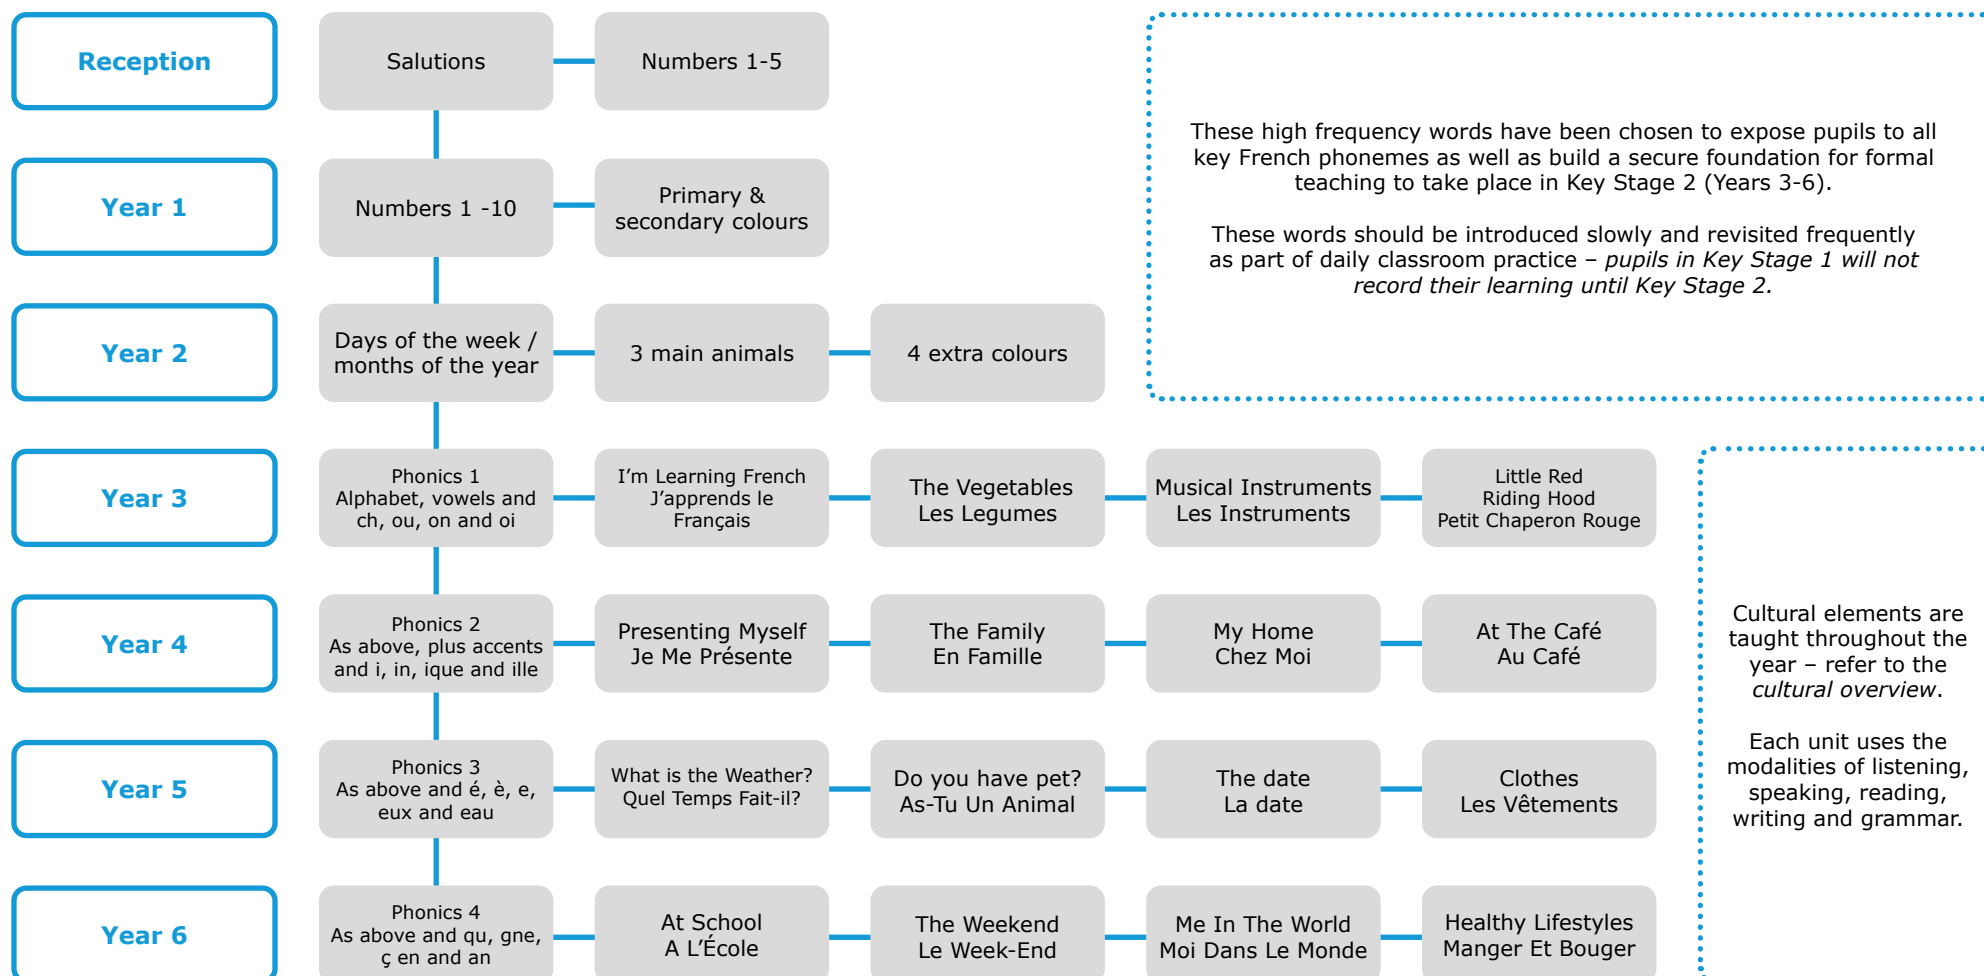 Reception
Salutions
Numbers 1-5
These high frequency words have been chosen to expose pupils to all
key French phonemes as well as build a secure foundation for formal
teaching to take place in Key Stage 2 (Years 3-6).
These words should be introduced slowly and revisited frequently
as part of daily classroom practice – pupils in Key Stage 1 will not
record their learning until Key Stage 2.
Year 1
Numbers 1 -10
Primary &
secondary colours
Year 2
Days of the week /
months of the year
3 main animals
4 extra colours
Year 3
Phonics 1
Alphabet, vowels and
ch, ou, on and oi
I’m Learning French
J’apprends le
Français
The Vegetables
Les Legumes
Musical Instruments
Les Instruments
Little Red
Riding Hood
Petit Chaperon Rouge
Year 4
Phonics 2
As above, plus accents
and i, in, ique and ille
Presenting Myself
Je Me Présente
The Family
En Famille
My Home
Chez Moi
At The Café
Au Café
Cultural elements are
taught throughout the
year – refer to the
cultural overview.
Each unit uses the
modalities of listening,
speaking, reading,
writing and grammar.
Year 5
Phonics 3
As above and é, è, e,
eux and eau
What is the Weather?
Quel Temps Fait-il?
Do you have pet?
As-Tu Un Animal
The date
La date
Clothes
Les Vêtements
Year 6
Phonics 4
As above and qu, gne,
ç en and an
At School
A L’École
The Weekend
Le Week-End
Me In The World
Moi Dans Le Monde
Healthy Lifestyles
Manger Et Bouger